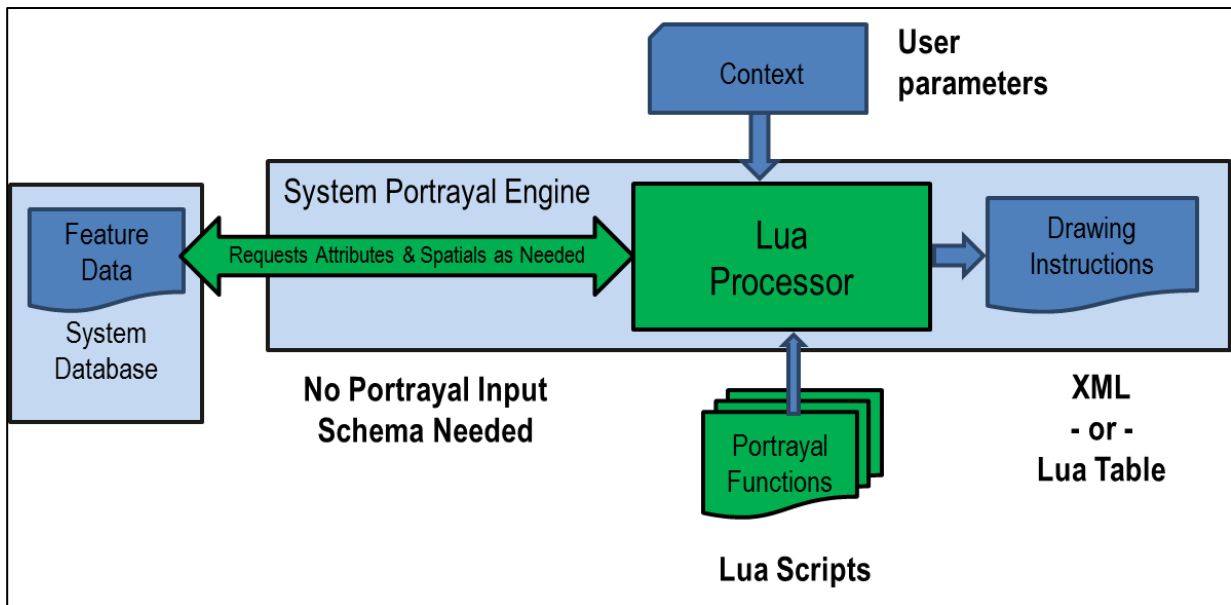 Context
User
parameters
System Portrayal Engine
Feature
Data
System
Database
Requests Attributes & Spatials as Needed
Lua
Processor
Drawing
Instructions
No Portrayal Input
Schema Needed
Portrayal
Functions
XML
- or -
Lua Table
Lua Scripts